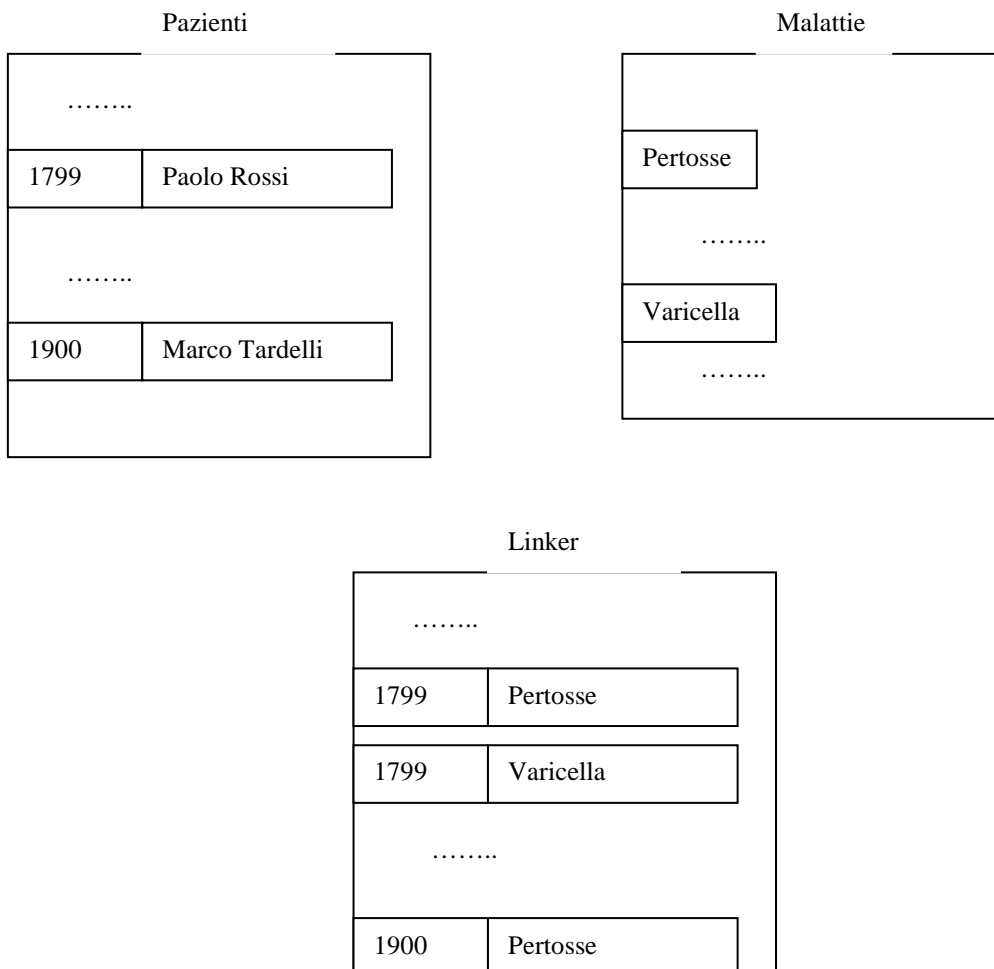 Pazienti
……..
1799 Paolo Rossi
……..
1900 Marco Tardelli
Malattie
Pertosse
……..
Varicella
……..
Linker
……..
1799 Pertosse
1799 Varicella
……..
1900 Pertosse